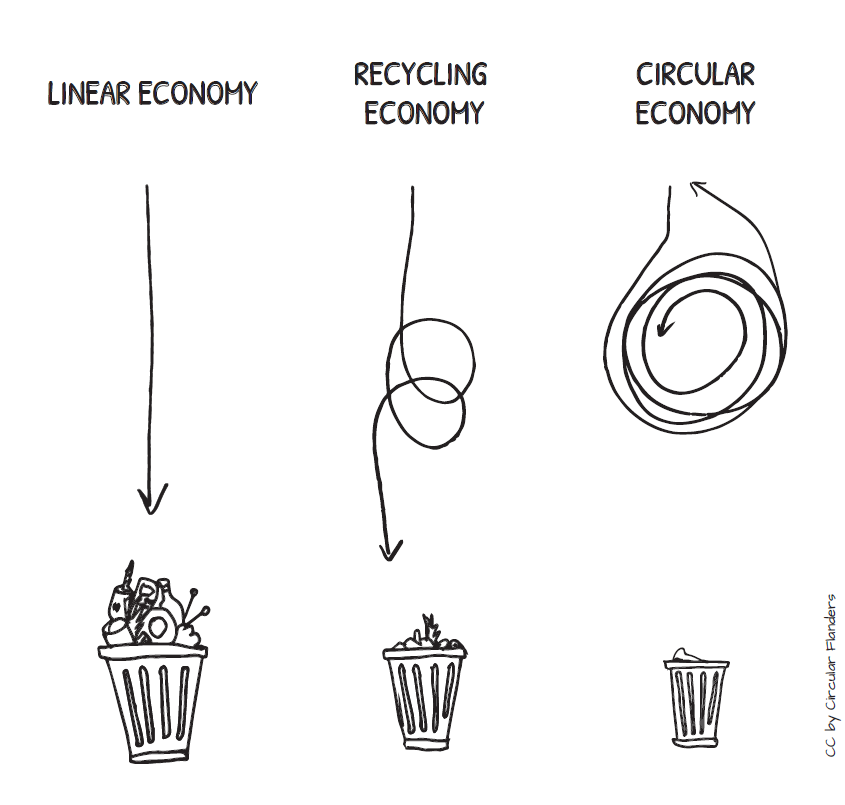 LINEAR ECONOMY
RECYCLING
ECONOMY
CIRCULAR
ECONOMY
CC by Circular Flanders